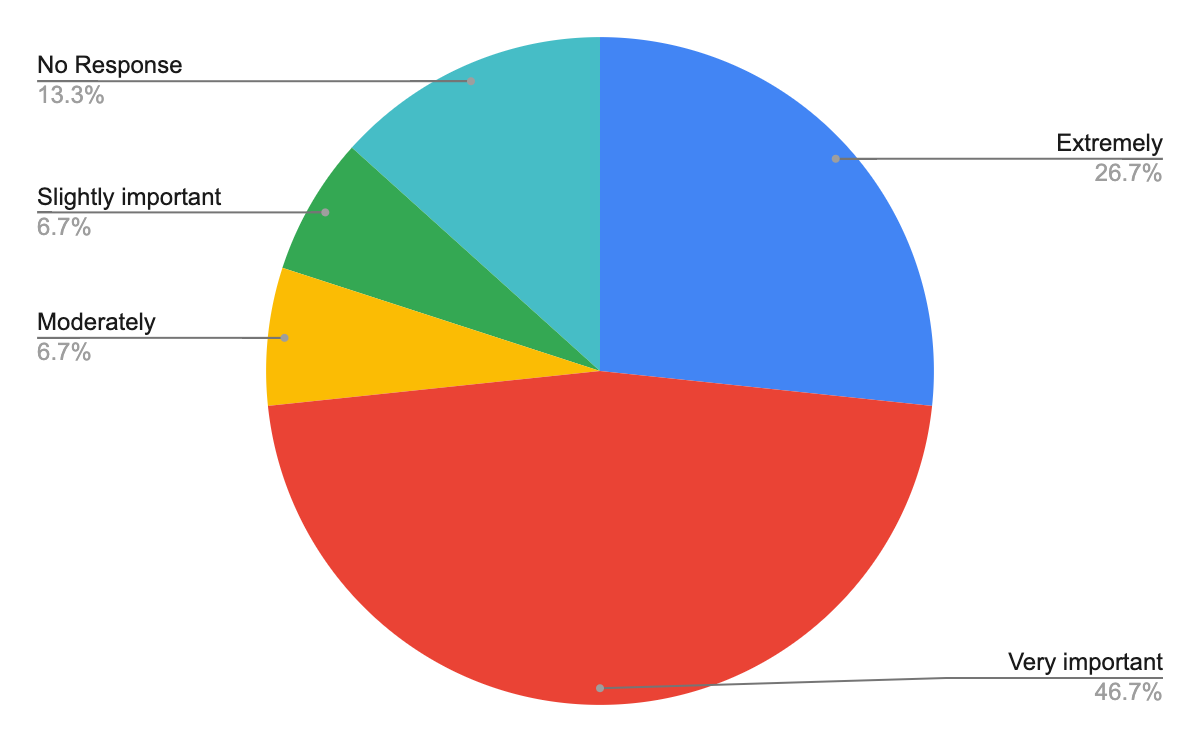 No Response
13.3%
Extremely
26.7%
Slightly important
6.7%
Moderately
6.7%
Very important
46.7%